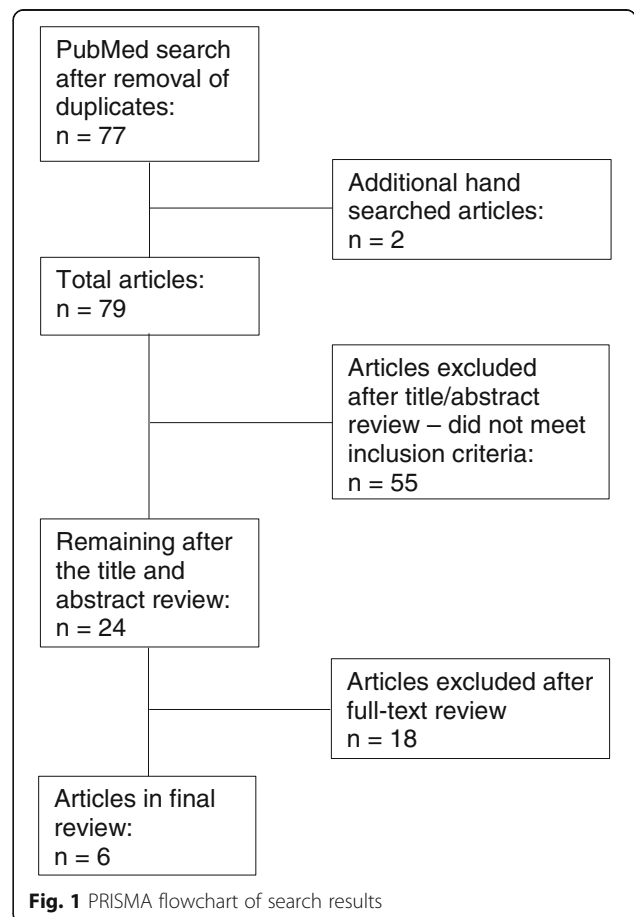 PubMed search
after removal of
duplicates:
n = 77
Additional hand
searched articles:
n = 2
Total articles:
n = 79
Articles excluded
after title/abstract
review – did not meet
inclusion criteria:
n = 55
Remaining after
the title and
abstract review:
n = 24
Articles excluded after
full-text review
n = 18
Articles in final
review:
n = 6
Fig. 1 PRISMA flowchart of search results